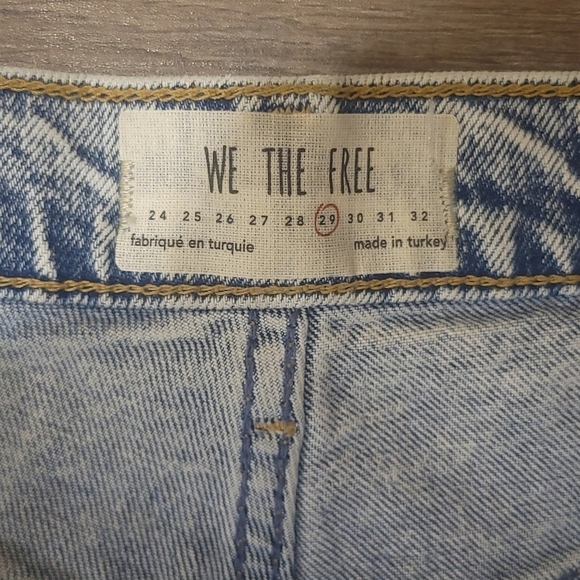 WE THE FREE
24 25 26 27 28 29 30 31 32
fabriqué en turquie made in turkey